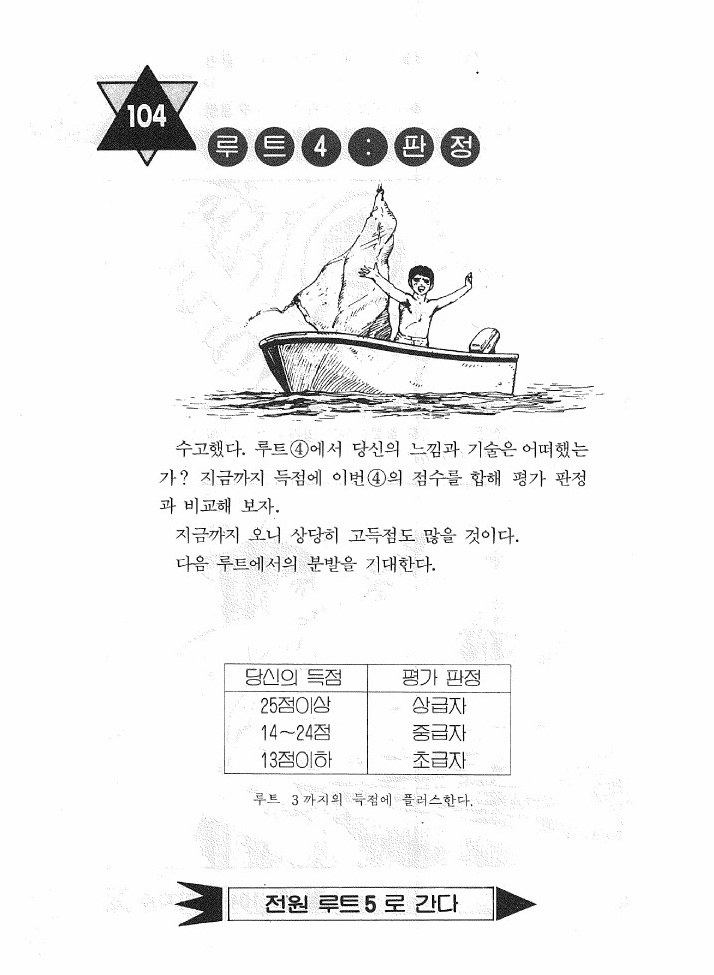 104
루트4:판정
수고했다. 루트④에서 당신의 느낌과 기술은 어떠했는
가? 지금까지 득점에 이번④의 점수를 합해 평가 판정
과 비교해 보자.
지금까지 오니 상당히 고득점도 많을 것이다.
다음 루트에서의 분발을 기대한다.
당신의 득점 평가 판정
25점이상 상급자
14~24점 중급자
13점이하 초급자
루트 3까지의 득점에 플러스한다.
전원 루트5로 간다